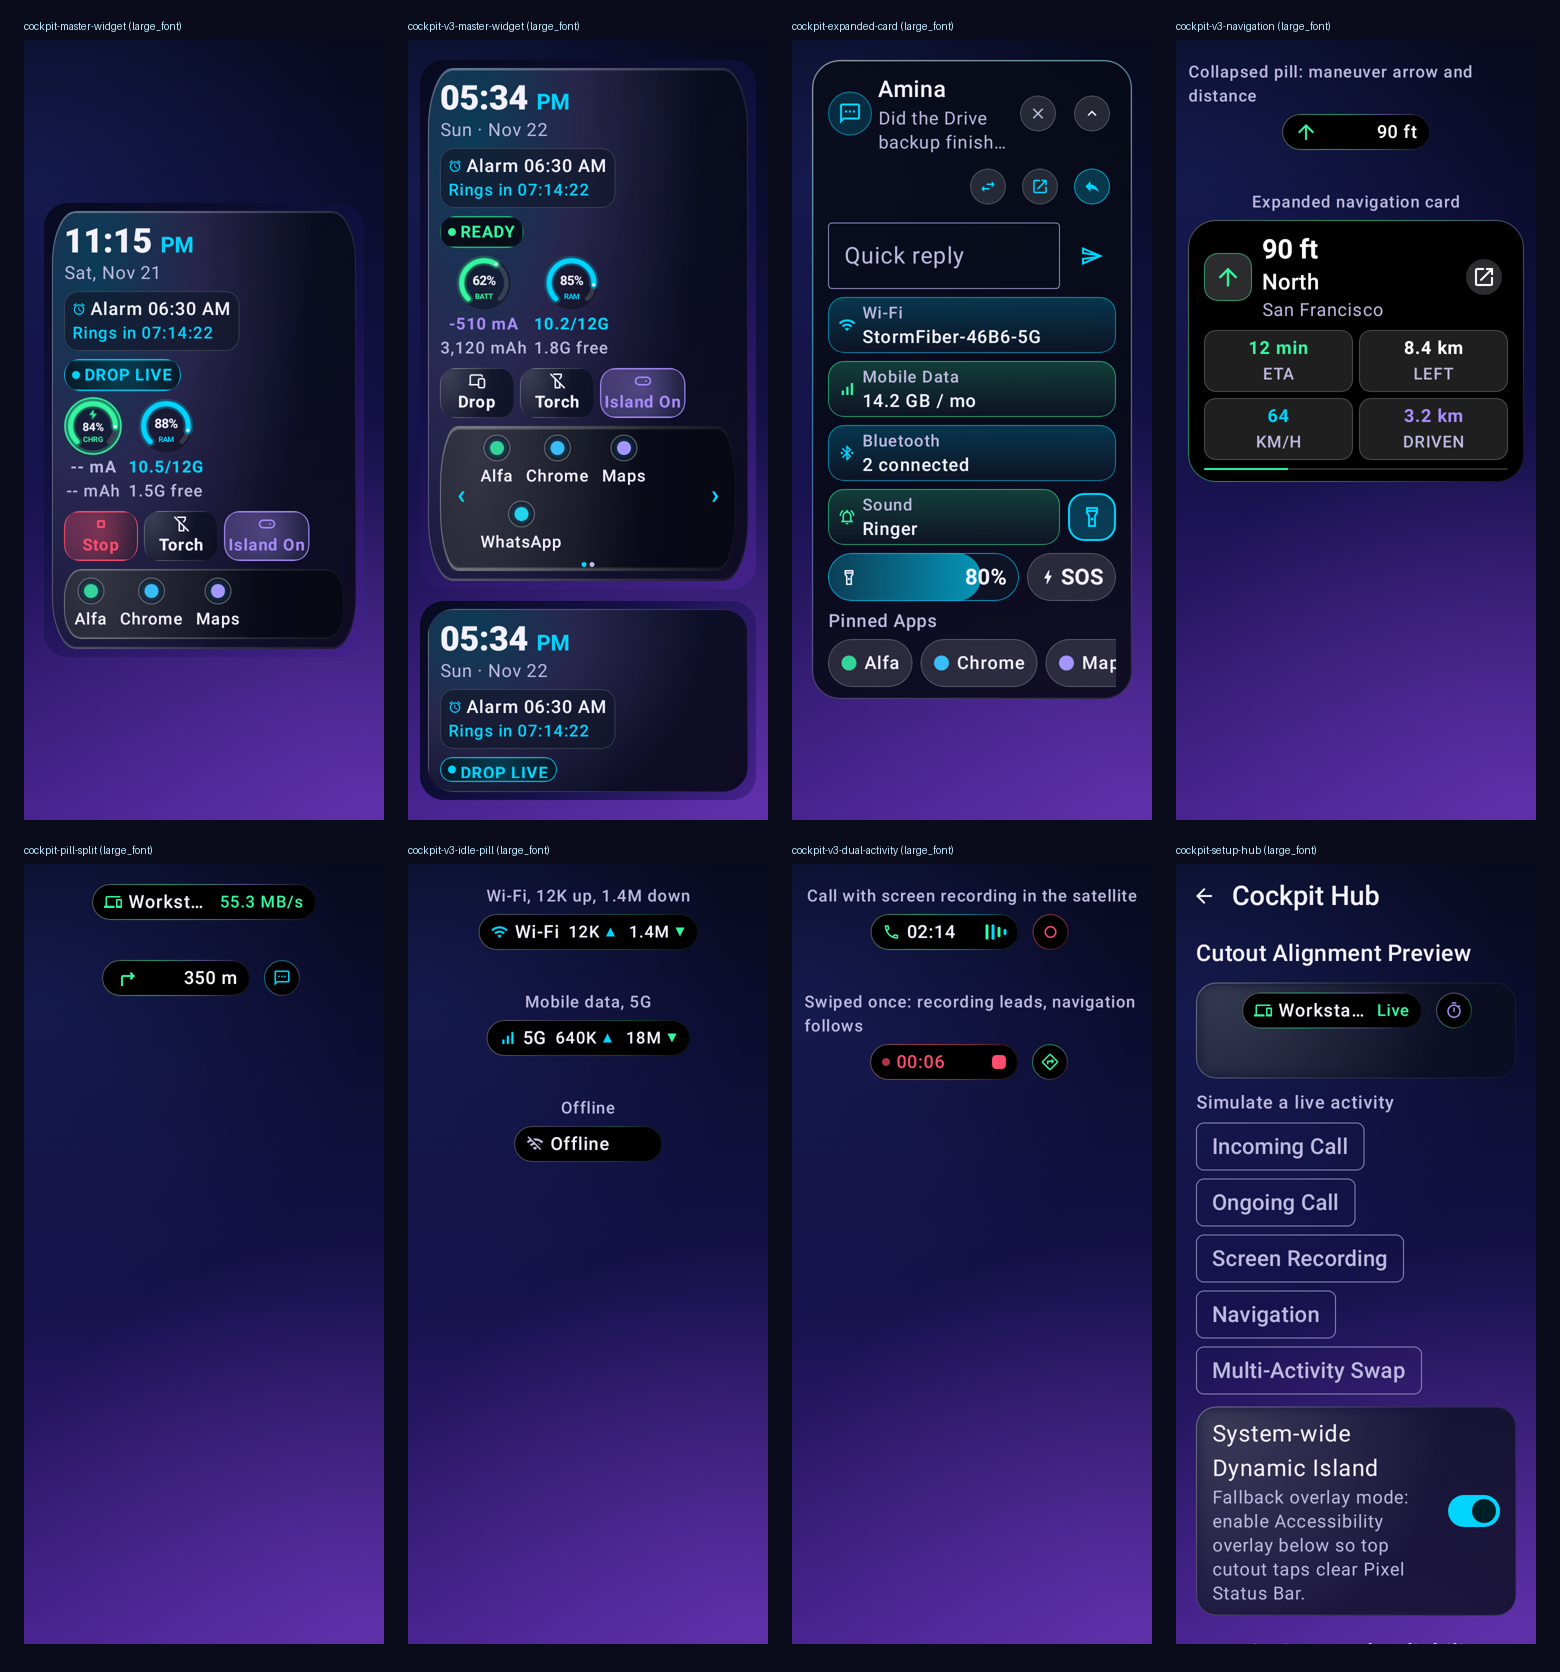 cockpit-master-widget (large_font)
11:15 PM
Sat, Nov 21
Alarm 06:30 AM
Rings in 07:14:22
DROP LIVE
84%
CHRG
88%
RAM
-- mA 10.5/12G
-- mAh 1.5G free
Stop
Torch
Island On
Alfa
Chrome
Maps
cockpit-v3-master-widget (large_font)
05:34 PM
Sun · Nov 22
Alarm 06:30 AM
Rings in 07:14:22
READY
62%
BATT
85%
RAM
-510 mA 10.2/12G
3,120 mAh 1.8G free
Drop
Torch
Island On
Alfa
Chrome
Maps
WhatsApp
05:34 PM
Sun · Nov 22
Alarm 06:30 AM
Rings in 07:14:22
DROP LIVE
cockpit-expanded-card (large_font)
Amina
Did the Drive
backup finish...
Quick reply
Wi-Fi
StormFiber-46B6-5G
Mobile Data
14.2 GB / mo
Bluetooth
2 connected
Sound
Ringer
80%
SOS
Pinned Apps
Alfa
Chrome
Map
cockpit-v3-navigation (large_font)
Collapsed pill: maneuver arrow and
distance
90 ft
Expanded navigation card
90 ft
North
San Francisco
12 min
ETA
8.4 km
LEFT
64
KM/H
3.2 km
DRIVEN
cockpit-pill-split (large_font)
Workst... 55.3 MB/s
350 m
cockpit-v3-idle-pill (large_font)
Wi-Fi, 12K up, 1.4M down
Wi-Fi 12K ▲ 1.4M ▼
Mobile data, 5G
5G 640K ▲ 18M ▼
Offline
Offline
cockpit-v3-dual-activity (large_font)
Call with screen recording in the satellite
02:14
Swiped once: recording leads, navigation
follows
00:06
cockpit-setup-hub (large_font)
Cockpit Hub
Cutout Alignment Preview
Worksta... Live
Simulate a live activity
Incoming Call
Ongoing Call
Screen Recording
Navigation
Multi-Activity Swap
System-wide
Dynamic Island
Fallback overlay mode:
enable Accessibility
overlay below so top
cutout taps clear Pixel
Status Bar.